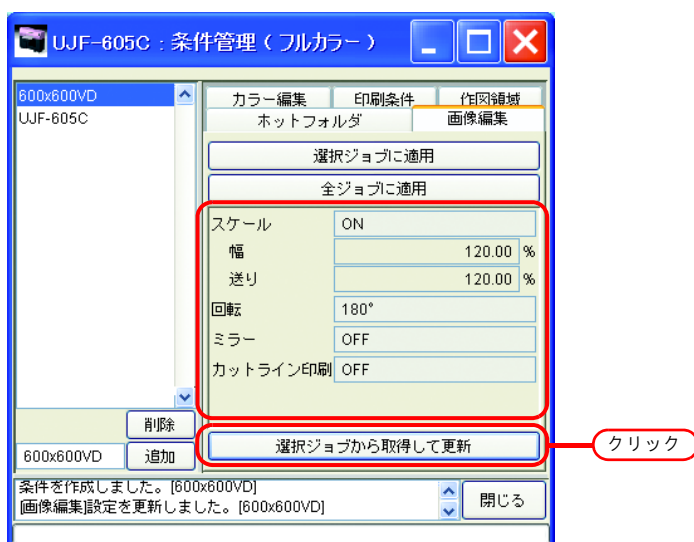 UJF-605C : 条件管理 ( フルカラー )
600x600VD
UJF-605C
カラー編集 印刷条件 作図領域
ホットフォルダ 画像編集
選択ジョブに適用
全ジョブに適用
スケール ON
幅 120.00 %
送り 120.00 %
回転 180°
ミラー OFF
カットライン印刷 OFF
削除
600x600VD 追加
選択ジョブから取得して更新
クリック
条件を作成しました。[600x600VD]
[画像編集]設定を更新しました。[600x600VD]
閉じる